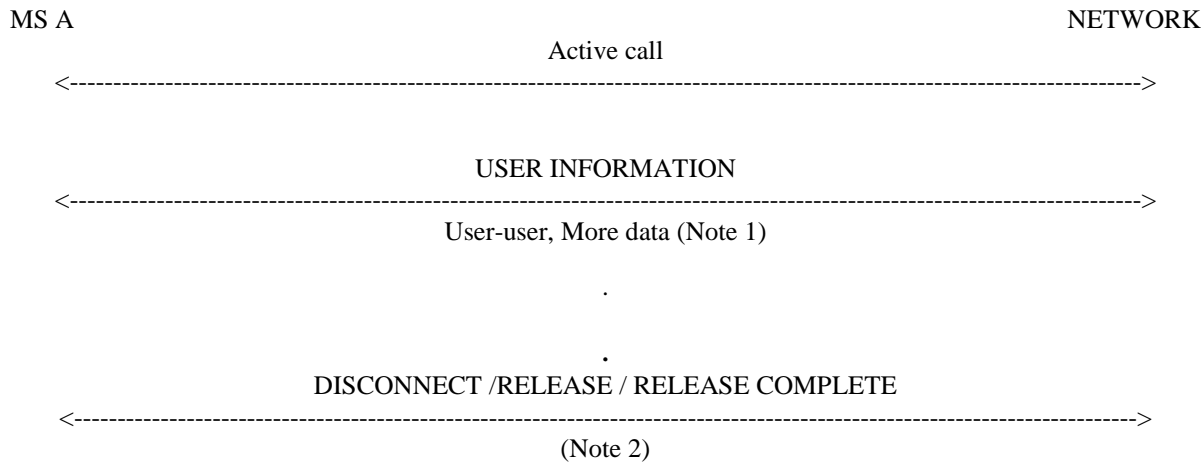 MS A NETWORK
Active call
<------------------------------------------------------------------------------------------------------------------------->
USER INFORMATION
<------------------------------------------------------------------------------------------------------------------------->
User-user, More data (Note 1)
.
.
DISCONNECT /RELEASE / RELEASE COMPLETE
<------------------------------------------------------------------------------------------------------------------------>
(Note 2)